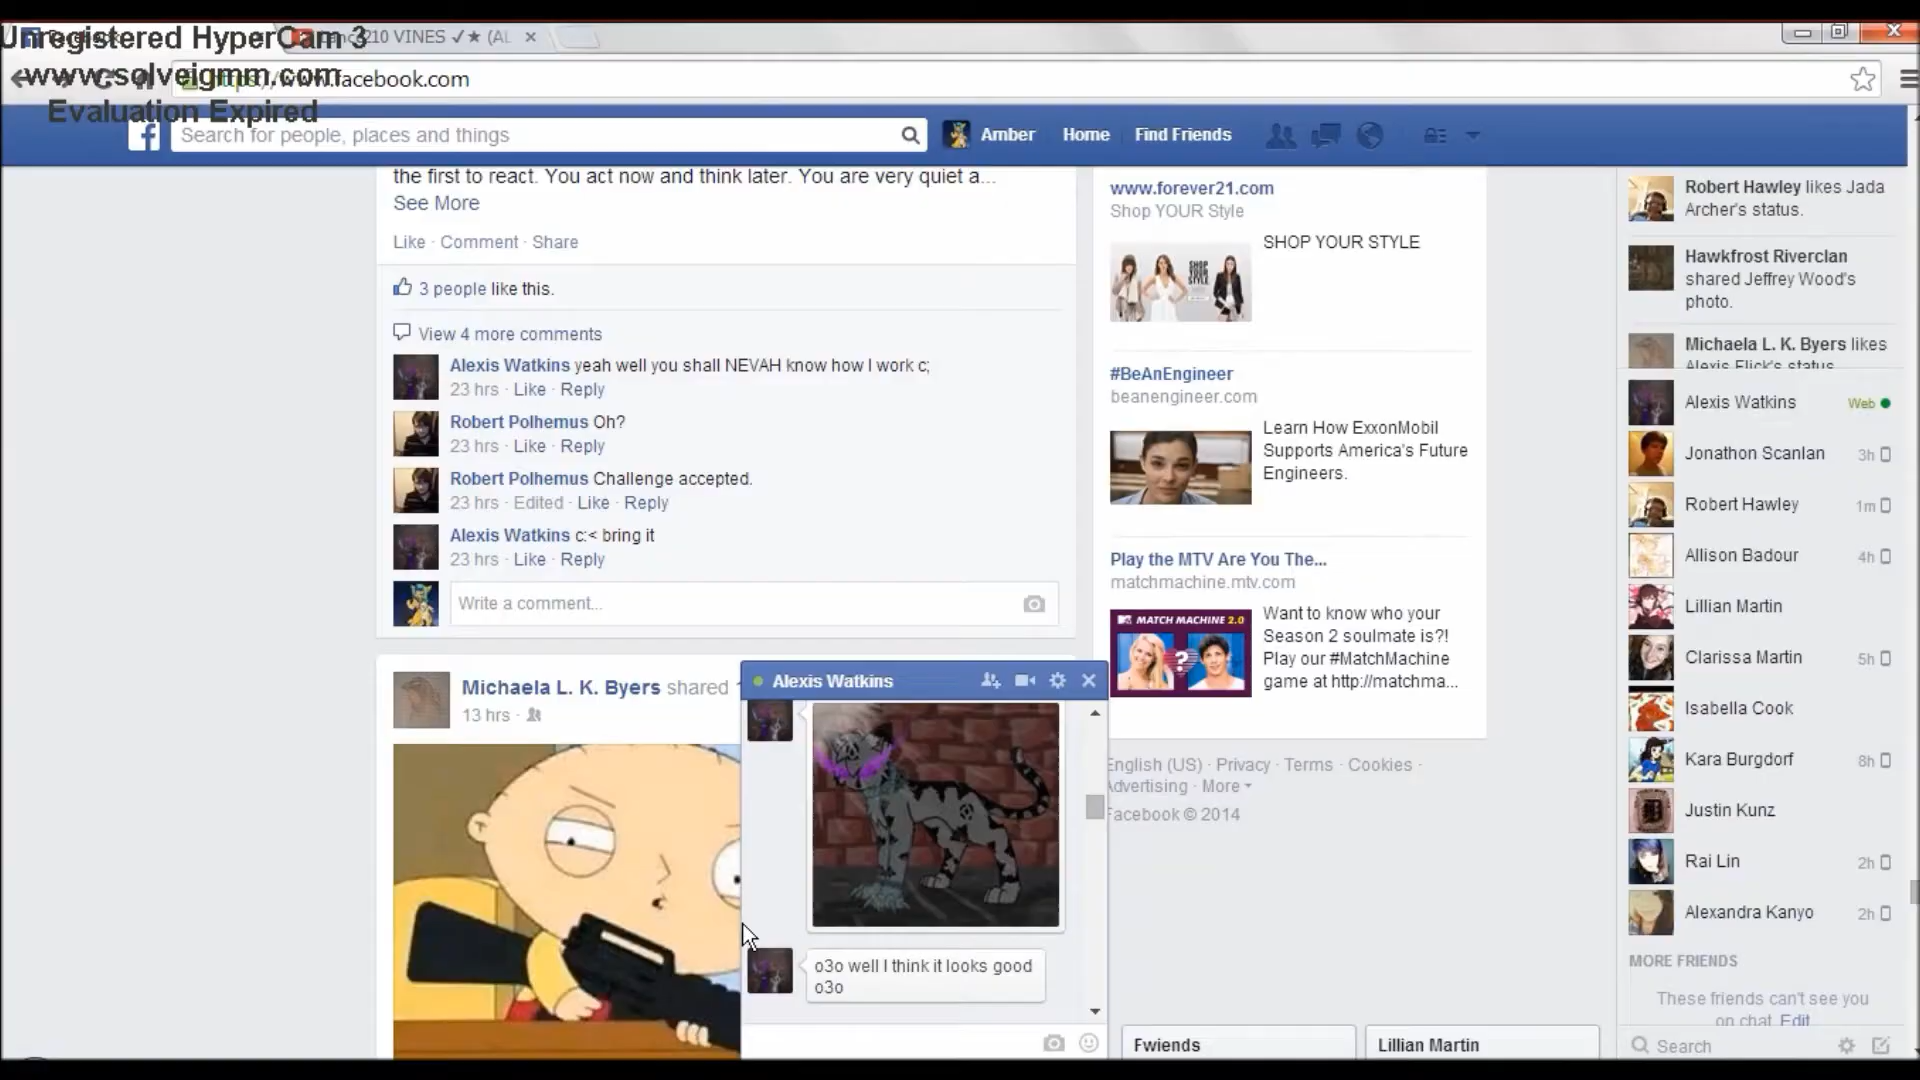 Unregistered HyperCam 3
210 VINES ✓★ (AL
www.solveigmm.com
www.facebook.com
Evaluation Expired
Search for people, places and things
Amber
Home
Find Friends
the first to react. You act now and think later. You are very quiet a...
See More
Like · Comment · Share
3 people like this.
View 4 more comments
Alexis Watkins yeah well you shall NEVAH know how I work c;
23 hrs · Like · Reply
Robert Polhemus Oh?
23 hrs · Like · Reply
Robert Polhemus Challenge accepted.
23 hrs · Edited · Like · Reply
Alexis Watkins c:< bring it
23 hrs · Like · Reply
Write a comment...
Michaela L. K. Byers shared
13 hrs ·
Alexis Watkins
o3o well I think it looks good
o3o
www.forever21.com
Shop YOUR Style
SHOP YOUR STYLE
SHOP
YOUR
STYLE
#BeAnEngineer
beanengineer.com
Learn How ExxonMobil
Supports America's Future
Engineers.
Play the MTV Are You The...
matchmachine.mtv.com
MATCH MACHINE 2.0
?
Want to know who your
Season 2 soulmate is?!
Play our #MatchMachine
game at http://matchma...
English (US) · Privacy · Terms · Cookies ·
Advertising · More
Facebook © 2014
Fwiends
Lillian Martin
Robert Hawley likes Jada
Archer's status.
Hawkfrost Riverclan
shared Jeffrey Wood's
photo.
Michaela L. K. Byers likes
Alexis Flick's status.
Alexis Watkins Web
Jonathon Scanlan 3h
Robert Hawley 1m
Allison Badour 4h
Lillian Martin
Clarissa Martin 5h
Isabella Cook
Kara Burgdorf 8h
Justin Kunz
Rai Lin 2h
Alexandra Kanyo 2h
MORE FRIENDS
These friends can't see you
on chat. Edit
Search